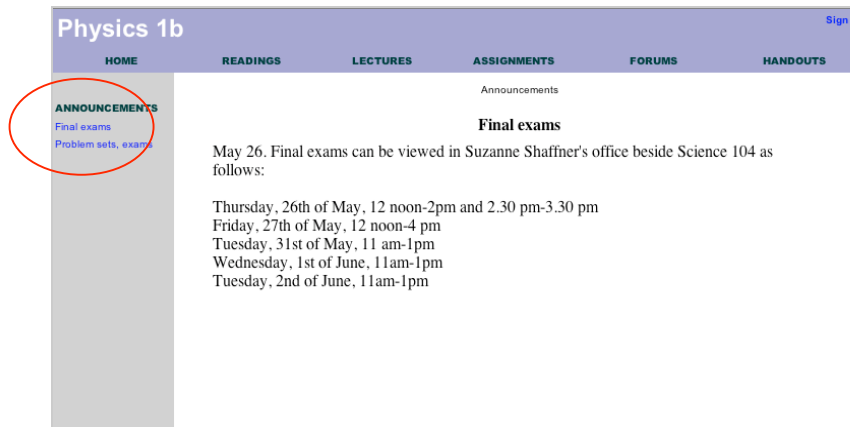 Physics 1b
Sign
HOME READINGS LECTURES ASSIGNMENTS FORUMS HANDOUTS
ANNOUNCEMENTS
Final exams
Problem sets, exams
Announcements
Final exams
May 26. Final exams can be viewed in Suzanne Shaffner's office beside Science 104 as
follows:
Thursday, 26th of May, 12 noon-2pm and 2.30 pm-3.30 pm
Friday, 27th of May, 12 noon-4 pm
Tuesday, 31st of May, 11 am-1pm
Wednesday, 1st of June, 11am-1pm
Tuesday, 2nd of June, 11am-1pm